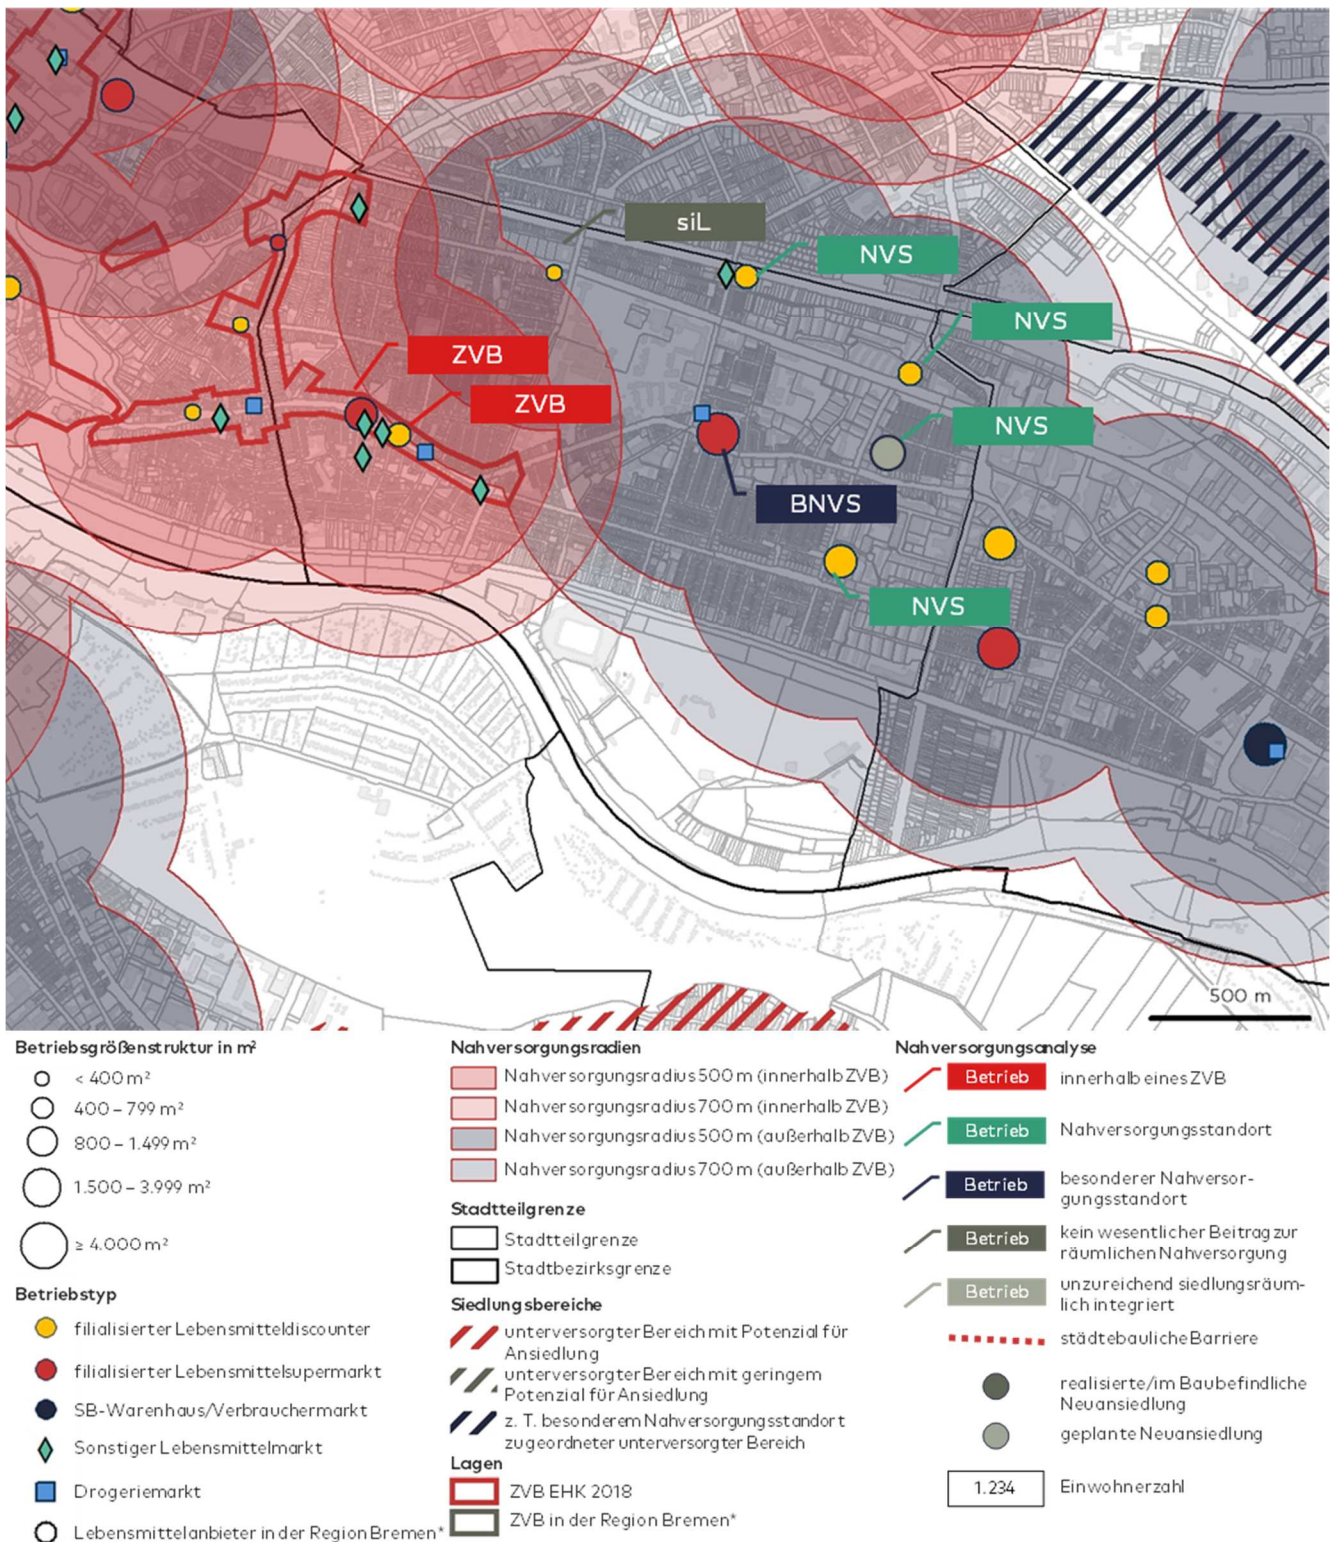 siL
NVS
NVS
ZVB
ZVB
NVS
BNVS
NVS
500 m
Betriebsgrößenstruktur in m²
< 400 m²
400 – 799 m²
800 – 1.499 m²
1.500 – 3.999 m²
≥ 4.000 m²
Betriebstyp
filialisierter Lebensmitteldiscounter
filialisierter Lebensmittelsupermarkt
SB-Warenhaus/Verbrauchermarkt
Sonstiger Lebensmittelmarkt
Drogeriemarkt
Lebensmittelanbieter in der Region Bremen*
Nahversorgungsradien
Nahversorgungsradius 500 m (innerhalb ZVB)
Nahversorgungsradius 700 m (innerhalb ZVB)
Nahversorgungsradius 500 m (außerhalb ZVB)
Nahversorgungsradius 700 m (außerhalb ZVB)
Stadtteilgrenze
Stadtteilgrenze
Stadtbezirksgrenze
Siedlungsbereiche
unterversorgter Bereich mit Potenzial für
Ansiedlung
unterversorgter Bereich mit geringem
Potenzial für Ansiedlung
z. T. besonderem Nahversorgungsstandort
zugeordneter unterversorgter Bereich
Lagen
ZVB EHK 2018
ZVB in der Region Bremen*
Nahversorgungsanalyse
Betrieb innerhalb eines ZVB
Betrieb Nahversorgungsstandort
Betrieb besonderer Nahversor-
gungsstandort
Betrieb kein wesentlicher Beitrag zur
räumlichen Nahversorgung
Betrieb unzureichend siedlungsräum-
lich integriert
städtebauliche Barriere
realisierte/im Bau befindliche
Neuansiedlung
geplante Neuansiedlung
1.234 Einwohnerzahl